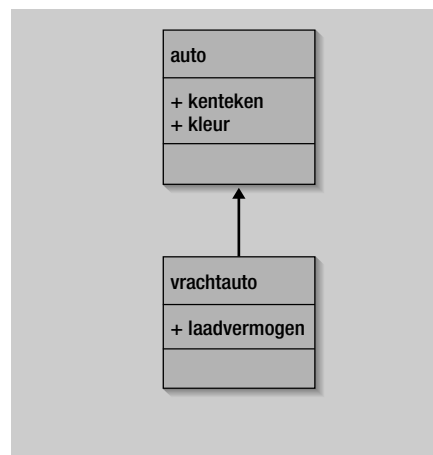 auto
+ kenteken
+ kleur
vrachtauto
+ laadvermogen